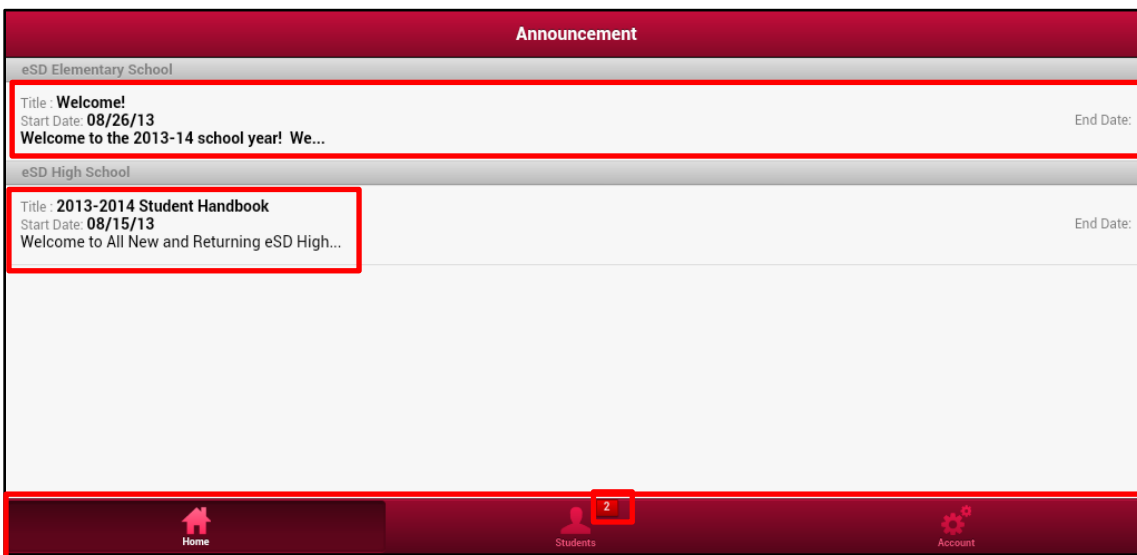 Announcement
eSD Elementary School
Title : Welcome!
Start Date: 08/26/13
End Date:
Welcome to the 2013-14 school year!  We...
eSD High School
Title : 2013-2014 Student Handbook
Start Date: 08/15/13
End Date:
Welcome to All New and Returning eSD High...
2
Home
Students
Account